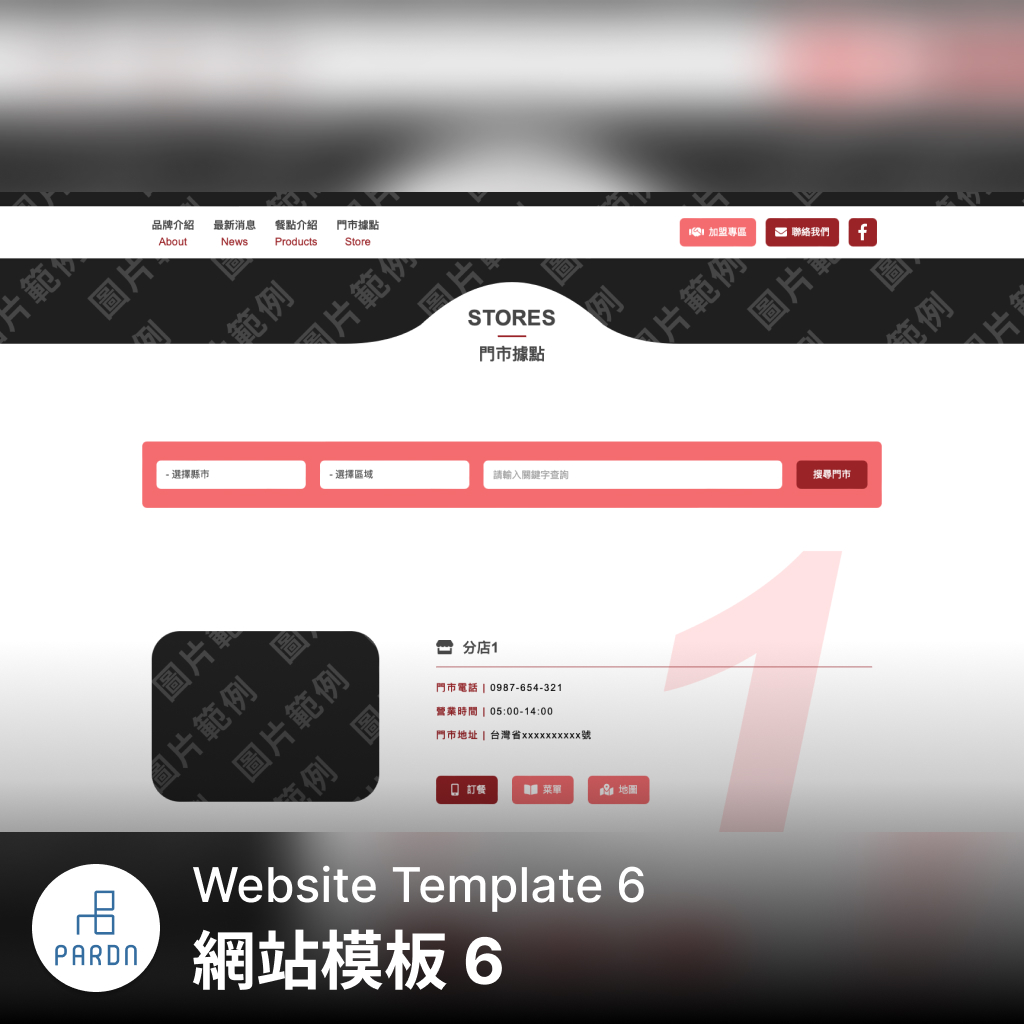 品牌介紹 最新消息 餐點介紹 門市據點
About News Products Store
加盟專區 聯絡我們
圖片範例
STORES
門市據點
- 選擇縣市 - 選擇區域 請輸入關鍵字查詢 搜尋門市
1
分店1
門市電話 | 0987-654-321
營業時間 | 05:00-14:00
門市地址 | 台灣省xxxxxxxxxx號
訂餐 菜單 地圖
圖片範例
Website Template 6
PARDN
網站模板 6